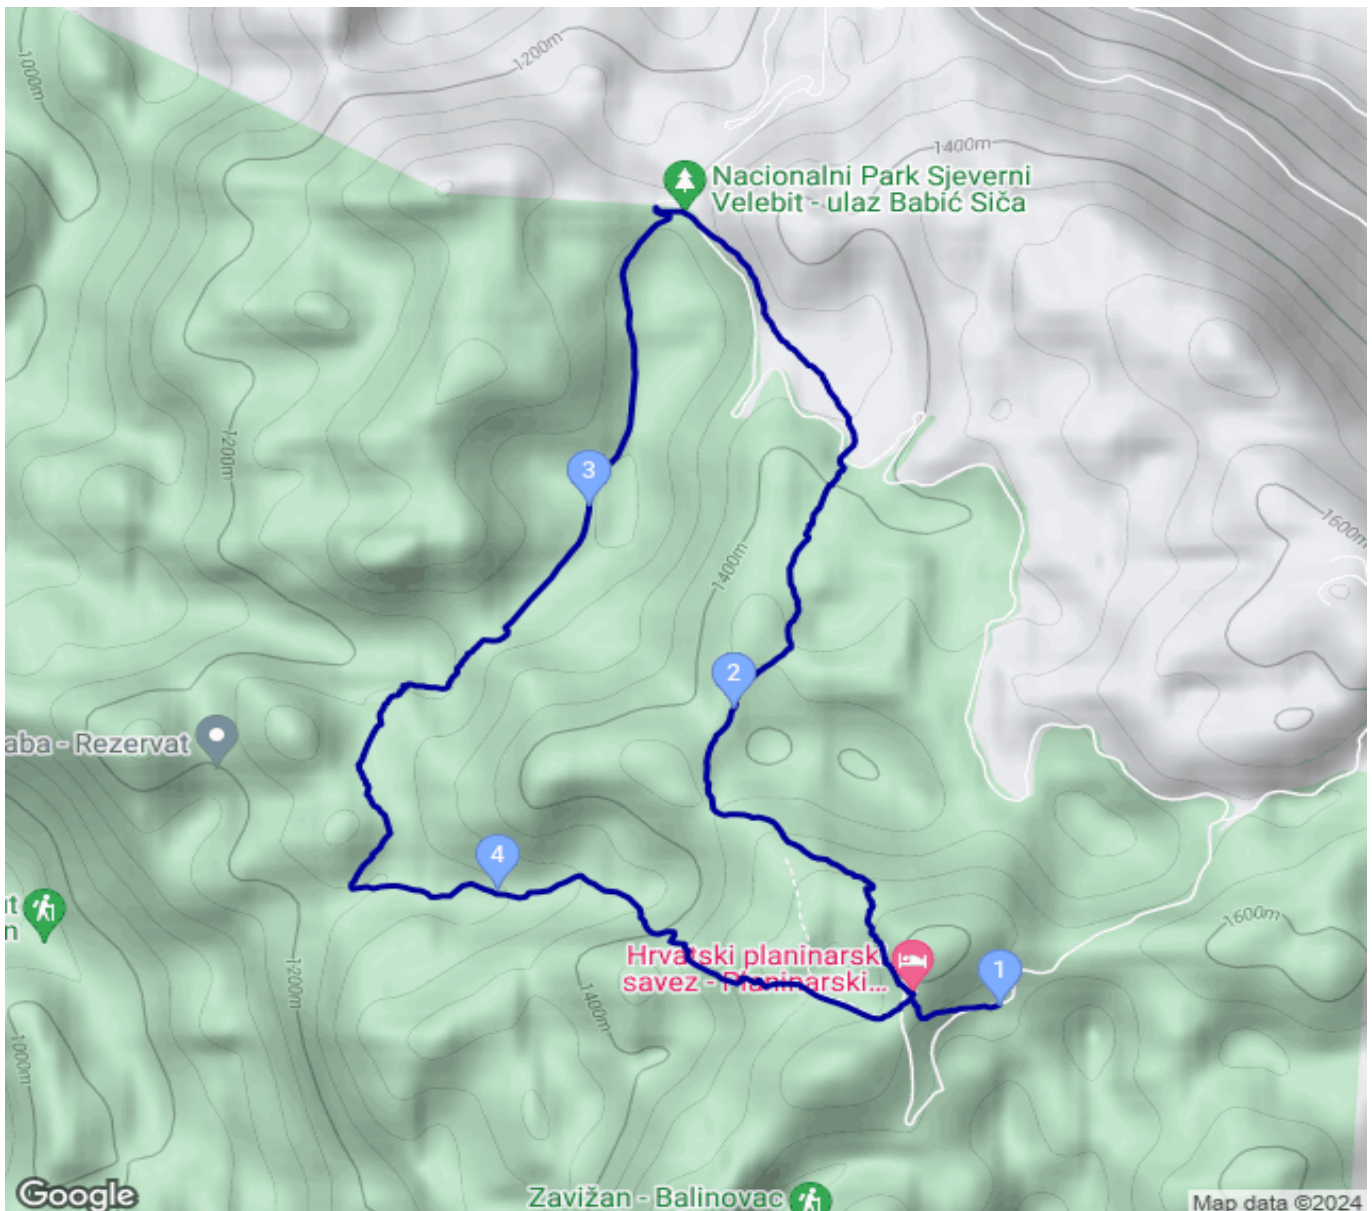 1000m
1200m
1400m
Nacionalni Park Sjeverni
Velebit - ulaz Babić Siča
1200m
3
1600m
1400m
2
aba - Rezervat
4
1600m
Hrvatski planinarsk
savez - Planinarski...
1
1200m
1400m
1000m
Google
Zavižan - Balinovac
Map data ©2024